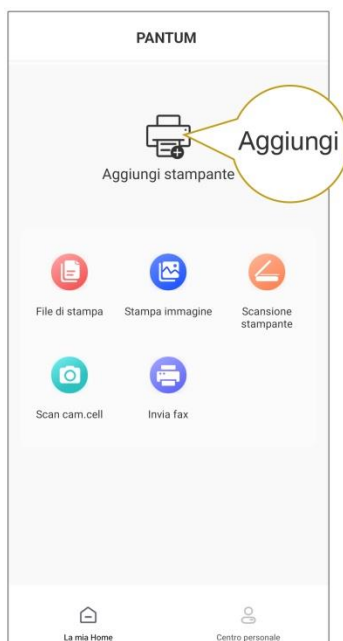 PANTUM
Aggiungi
Aggiungi stampante
File di stampa
Stampa immagine
Scansione
stampante
Scan cam.cell
Invia fax
La mia Home
Centro personale